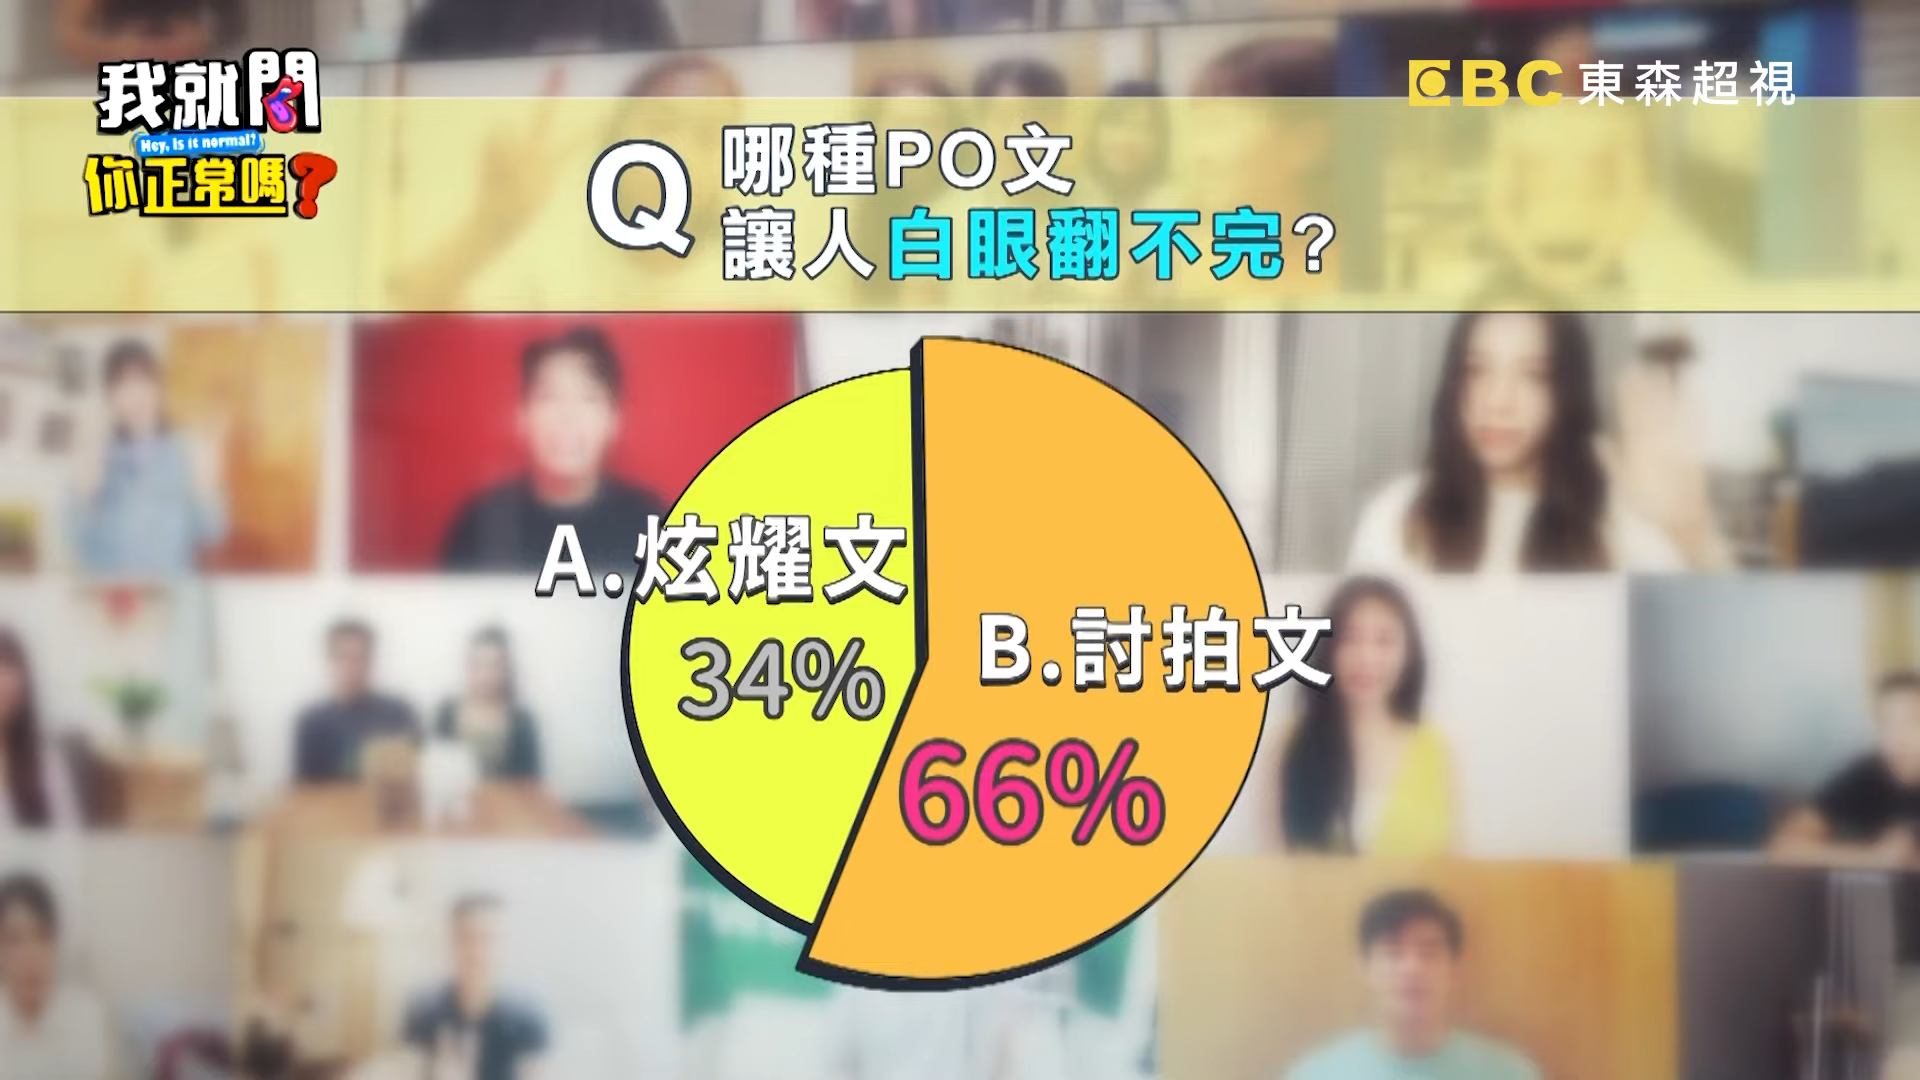 我就問
Hey, Is it normal?
你正常嗎?
EBC 東森超視
Q 哪種PO文
讓人白眼翻不完?
A.炫耀文
34%
B.討拍文
66%